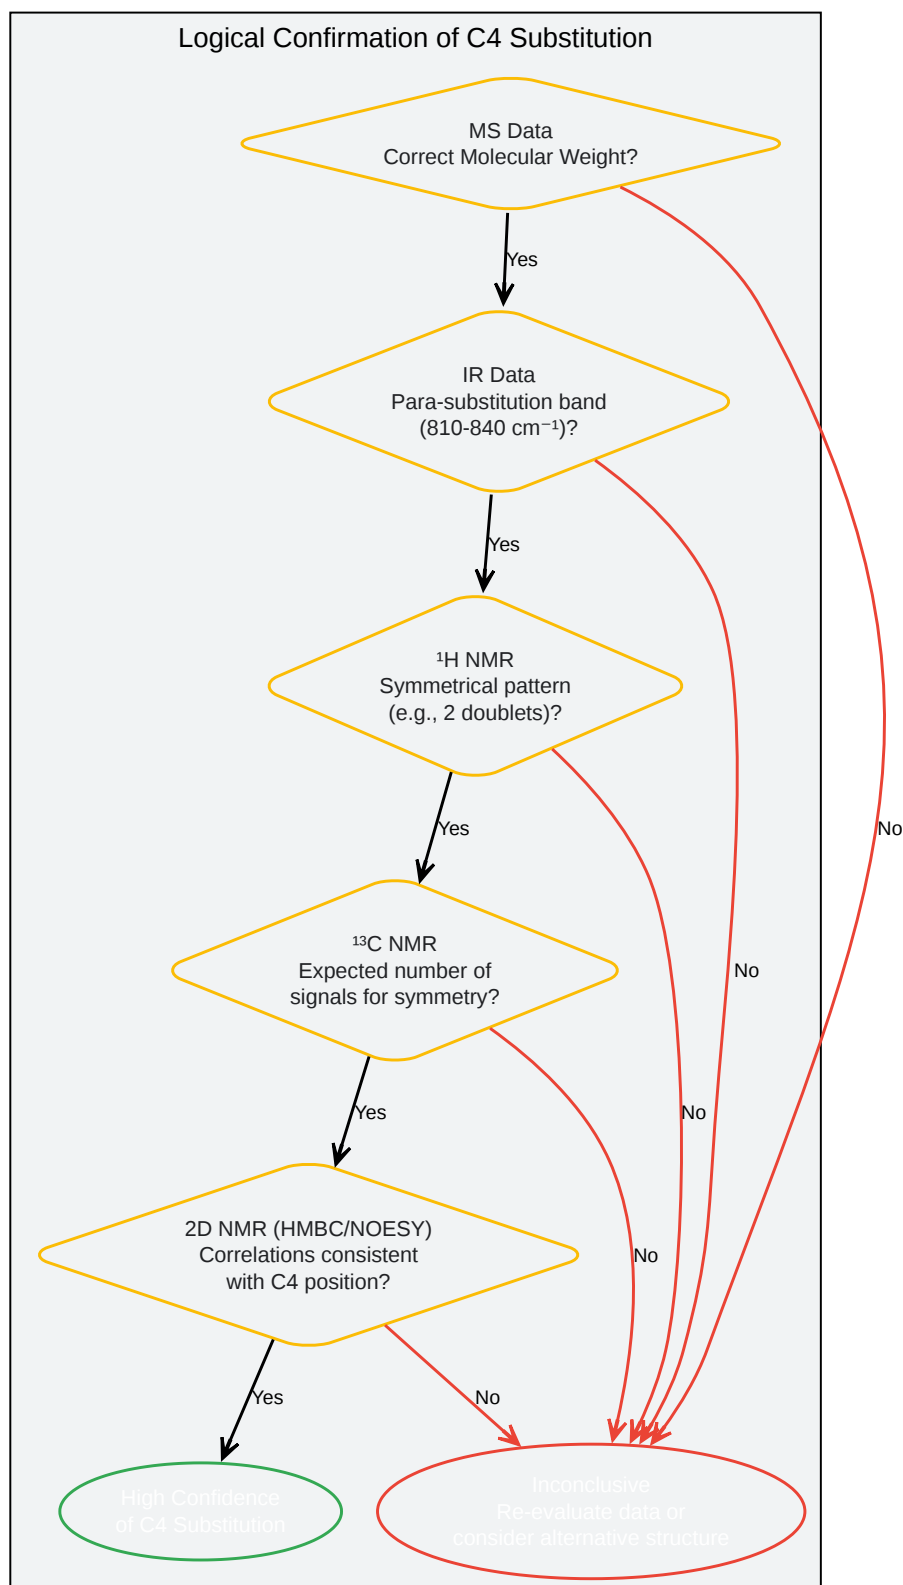 Logical Confirmation of C4 Substitution
MS Data
Correct Molecular Weight?
Yes
IR Data
Para-substitution band
(810-840 cm⁻¹)?
Yes
¹H NMR
Symmetrical pattern
(e.g., 2 doublets)?
Yes
No
¹³C NMR
Expected number of
signals for symmetry?
No
Yes
No
2D NMR (HMBC/NOESY)
Correlations consistent
with C4 position?
No
Yes
No
High Confidence
of C4 Substitution
Inconclusive
Re-evaluate data or
consider alternative structure